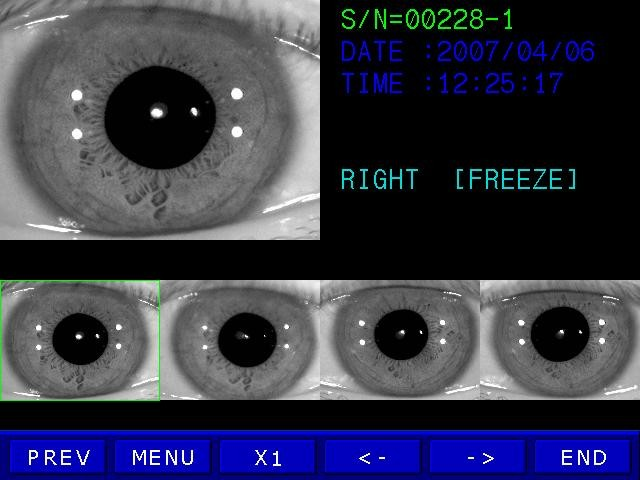 S/N=00228-1
DATE :2007/04/06
TIME :12:25:17
RIGHT [FREEZE]
PREV MENU X1 <- -> END